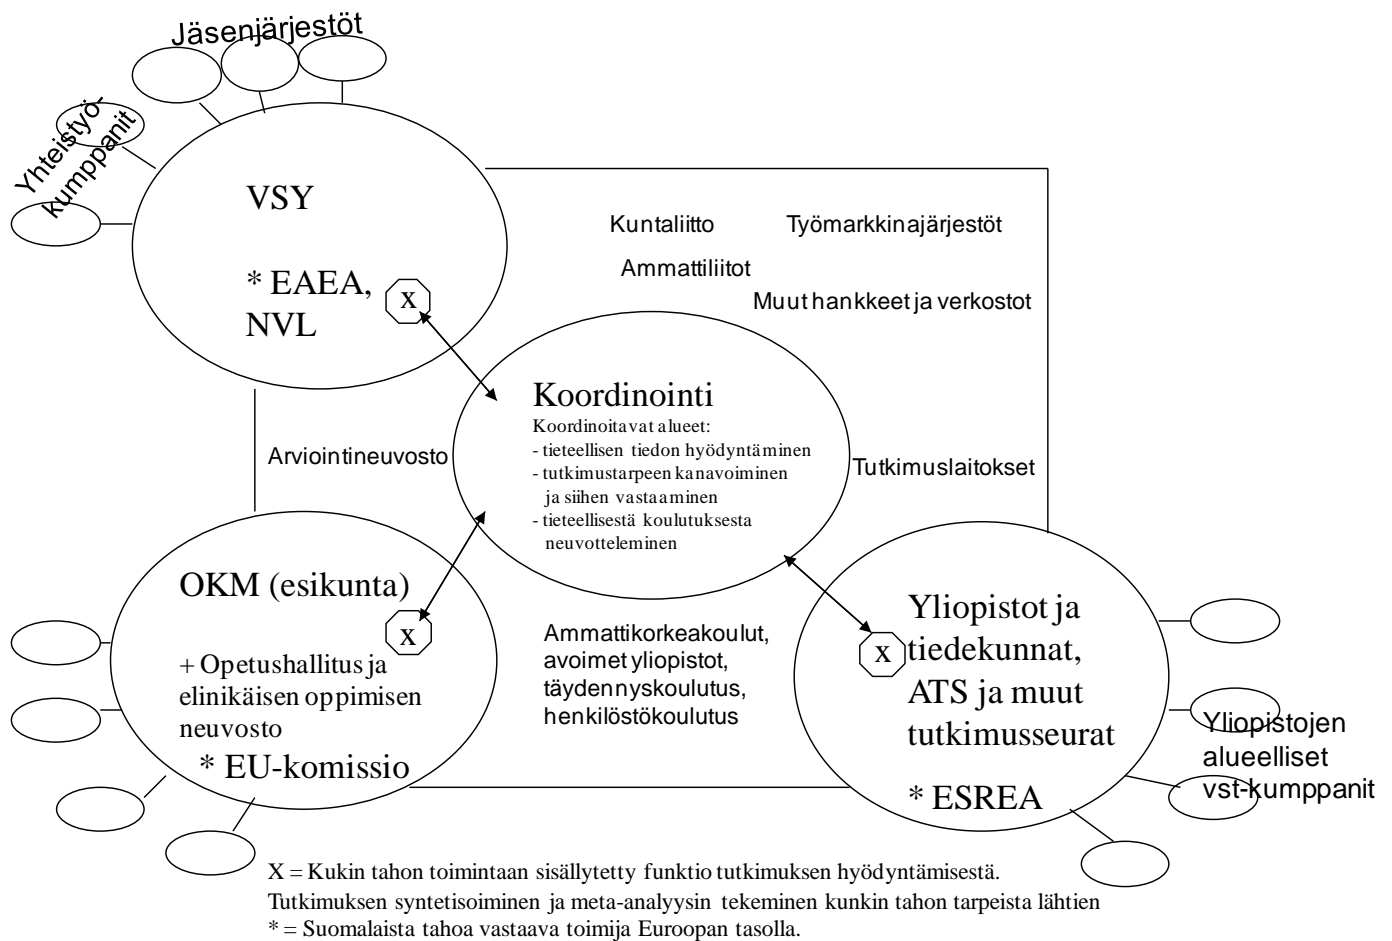 Jäsenjärjestöt
Yhteistyö-
kumppanit
VSY
* EAEA,
NVL
x
Kuntaliitto
Työmarkkinajärjestöt
Ammattiliitot
Muut hankkeet ja verkostot
Koordinointi
Koordinoitavat alueet:
- tieteellisen tiedon hyödyntäminen
- tutkimustarpeen kanavoiminen
ja siihen vastaaminen
- tieteellisestä koulutuksesta
neuvotteleminen
Arviointineuvosto
Tutkimuslaitokset
OKM (esikunta)
x
+ Opetushallitus ja
elinikäisen oppimisen
neuvosto
* EU-komissio
Ammattikorkeakoulut,
avoimet yliopistot,
täydennyskoulutus,
henkilöstökoulutus
x
Yliopistot ja
tiedekunnat,
ATS ja muut
tutkimusseurat
* ESREA
Yliopistojen
alueelliset
vst-kumppanit
X = Kukin tahon toimintaan sisällytetty funktio tutkimuksen hyödyntämisestä.
Tutkimuksen syntetisoiminen ja meta-analyysin tekeminen kunkin tahon tarpeista lähtien
* = Suomalaista tahoa vastaava toimija Euroopan tasolla.